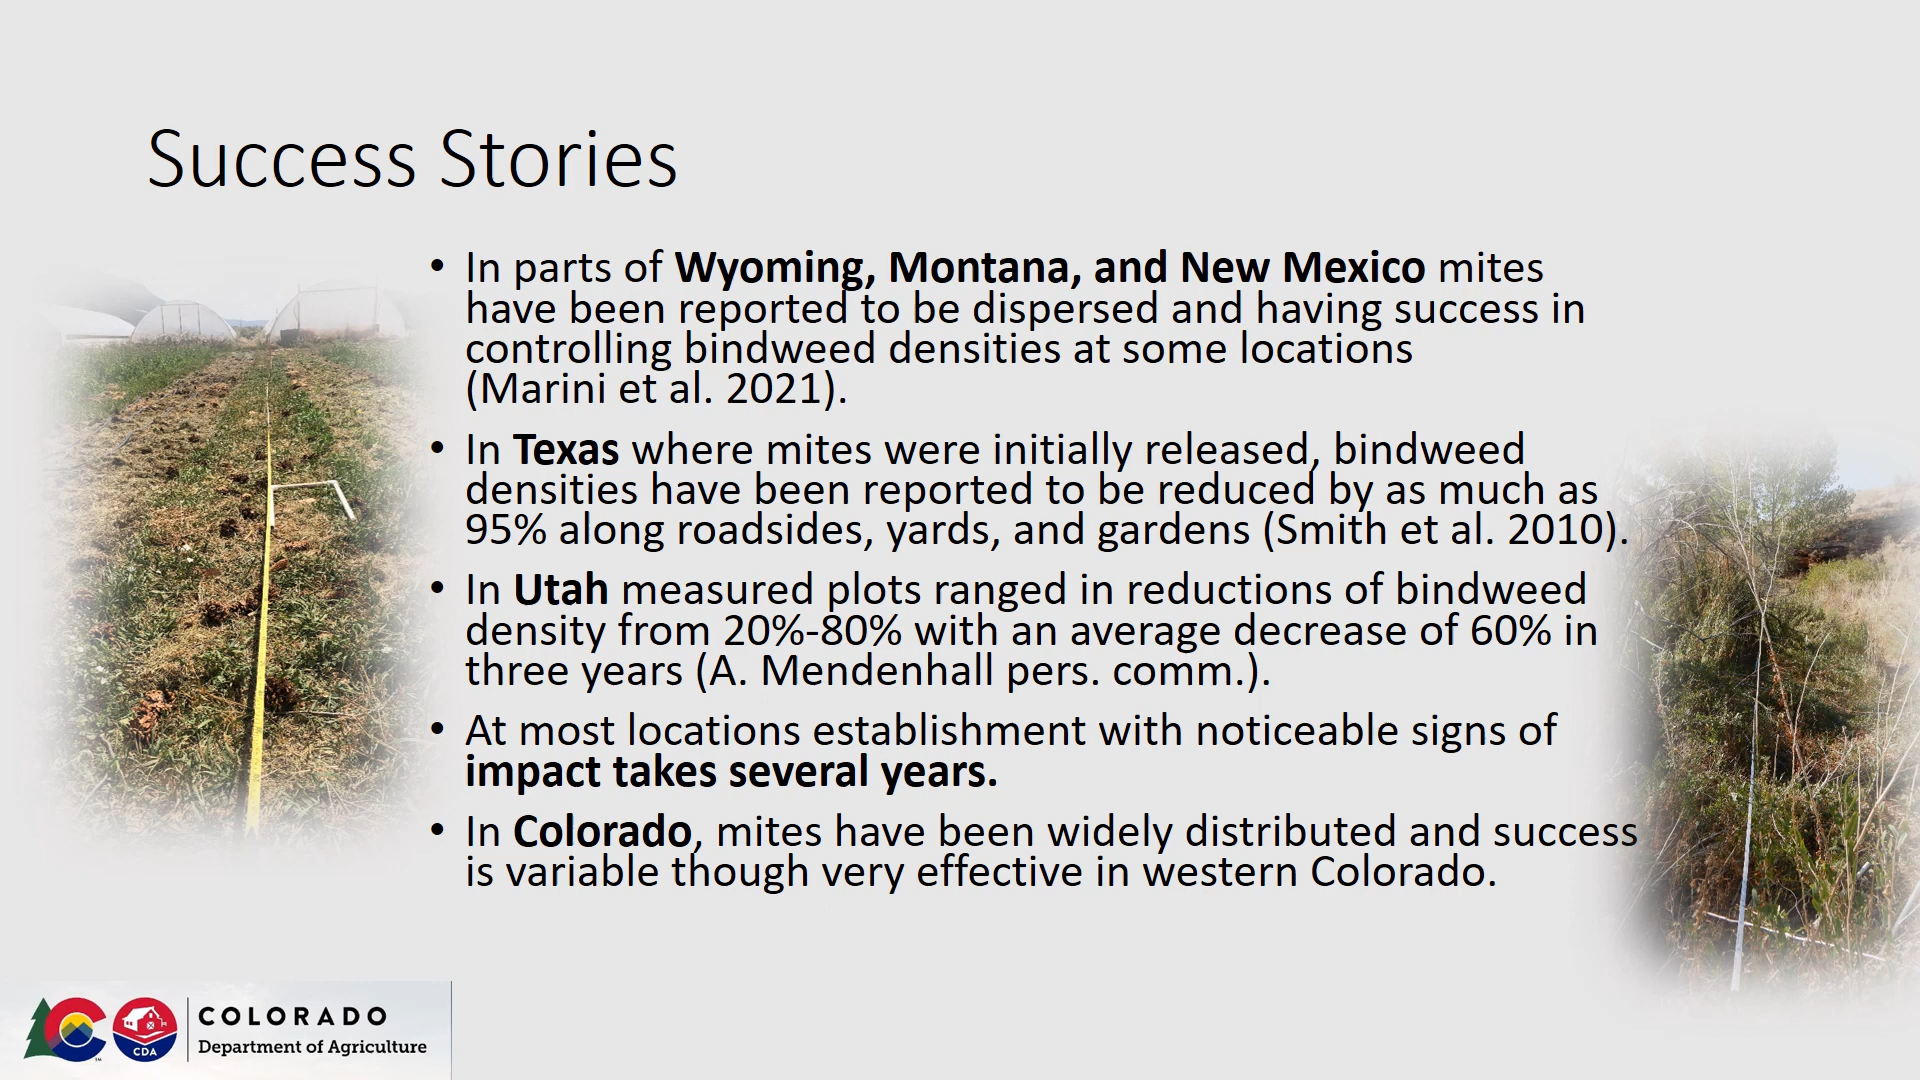 Success Stories
• In parts of Wyoming, Montana, and New Mexico mites
have been reported to be dispersed and having success in
controlling bindweed densities at some locations
(Marini et al. 2021).
• In Texas where mites were initially released, bindweed
densities have been reported to be reduced by as much as
95% along roadsides, yards, and gardens (Smith et al. 2010).
• In Utah measured plots ranged in reductions of bindweed
density from 20%-80% with an average decrease of 60% in
three years (A. Mendenhall pers. comm.).
• At most locations establishment with noticeable signs of
impact takes several years.
• In Colorado, mites have been widely distributed and success
is variable though very effective in western Colorado.
COLORADO
Department of Agriculture
CDA
TM